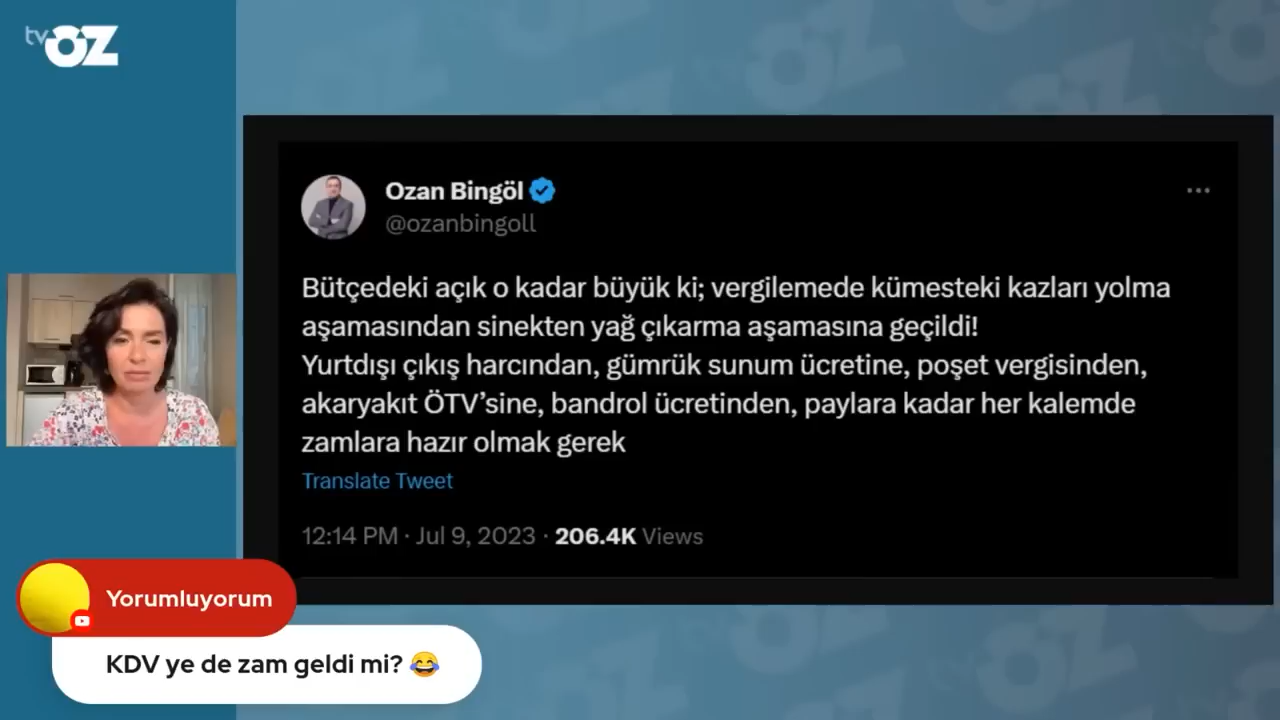 tv ÖZ
Ozan Bingöl
@ozanbingoll
Bütçedeki açık o kadar büyük ki; vergilemede kümesteki kazları yolma
aşamasından sinekten yağ çıkarma aşamasına geçildi!
Yurtdışı çıkış harcından, gümrük sunum ücretine, poşet vergisinden,
akaryakıt ÖTV’sine, bandrol ücretinden, paylara kadar her kalemde
zamlara hazır olmak gerek
Translate Tweet
12:14 PM · Jul 9, 2023 · 206.4K Views
Yorumluyorum
KDV ye de zam geldi mi? 😂